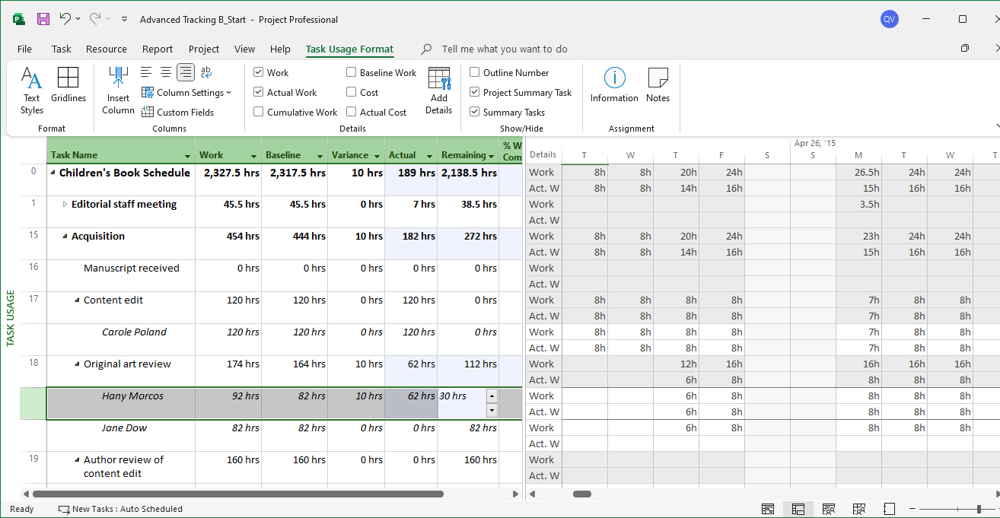 Advanced Tracking B_Start - Project Professional
QV
File Task Resource Report Project View Help Task Usage Format Tell me what you want to do
Text Styles
Gridlines
Format
Insert Column
Column Settings
Custom Fields
Columns
Work
Actual Work
Cumulative Work
Baseline Work
Cost
Actual Cost
Add Details
Details
Outline Number
Project Summary Task
Summary Tasks
Show/Hide
Information
Notes
Assignment
TASK USAGE
Apr 26, '15
Task Name Work Baseline Variance Actual Remaining % W Com Details T W T F S S M T W T
0 Children's Book Schedule 2,327.5 hrs 2,317.5 hrs 10 hrs 189 hrs 2,138.5 hrs Work 8h 8h 20h 24h 26.5h 24h 24h
Act. W 8h 8h 14h 16h 15h 16h 16h
1 Editorial staff meeting 45.5 hrs 45.5 hrs 0 hrs 7 hrs 38.5 hrs Work 3.5h
Act. W
15 Acquisition 454 hrs 444 hrs 10 hrs 182 hrs 272 hrs Work 8h 8h 20h 24h 23h 24h 24h
Act. W 8h 8h 14h 16h 15h 16h 16h
16 Manuscript received 0 hrs 0 hrs 0 hrs 0 hrs 0 hrs Work
Act. W
17 Content edit 120 hrs 120 hrs 0 hrs 120 hrs 0 hrs Work 8h 8h 8h 8h 7h 8h 8h
Act. W 8h 8h 8h 8h 7h 8h 8h
Carole Poland 120 hrs 120 hrs 0 hrs 120 hrs 0 hrs Work 8h 8h 8h 8h 7h 8h 8h
Act. W 8h 8h 8h 8h 7h 8h 8h
18 Original art review 174 hrs 164 hrs 10 hrs 62 hrs 112 hrs Work 12h 16h 16h 16h 16h
Act. W 6h 8h 8h 8h 8h
Hany Morcos 92 hrs 82 hrs 10 hrs 62 hrs 30 hrs Work 6h 8h 8h 8h 8h
Act. W 6h 8h 8h 8h 8h
Jane Dow 82 hrs 82 hrs 0 hrs 0 hrs 82 hrs Work 6h 8h 8h 8h 8h
Act. W
19 Author review of 160 hrs 160 hrs 0 hrs 0 hrs 160 hrs Work
content edit Act. W
Ready New Tasks : Auto Scheduled